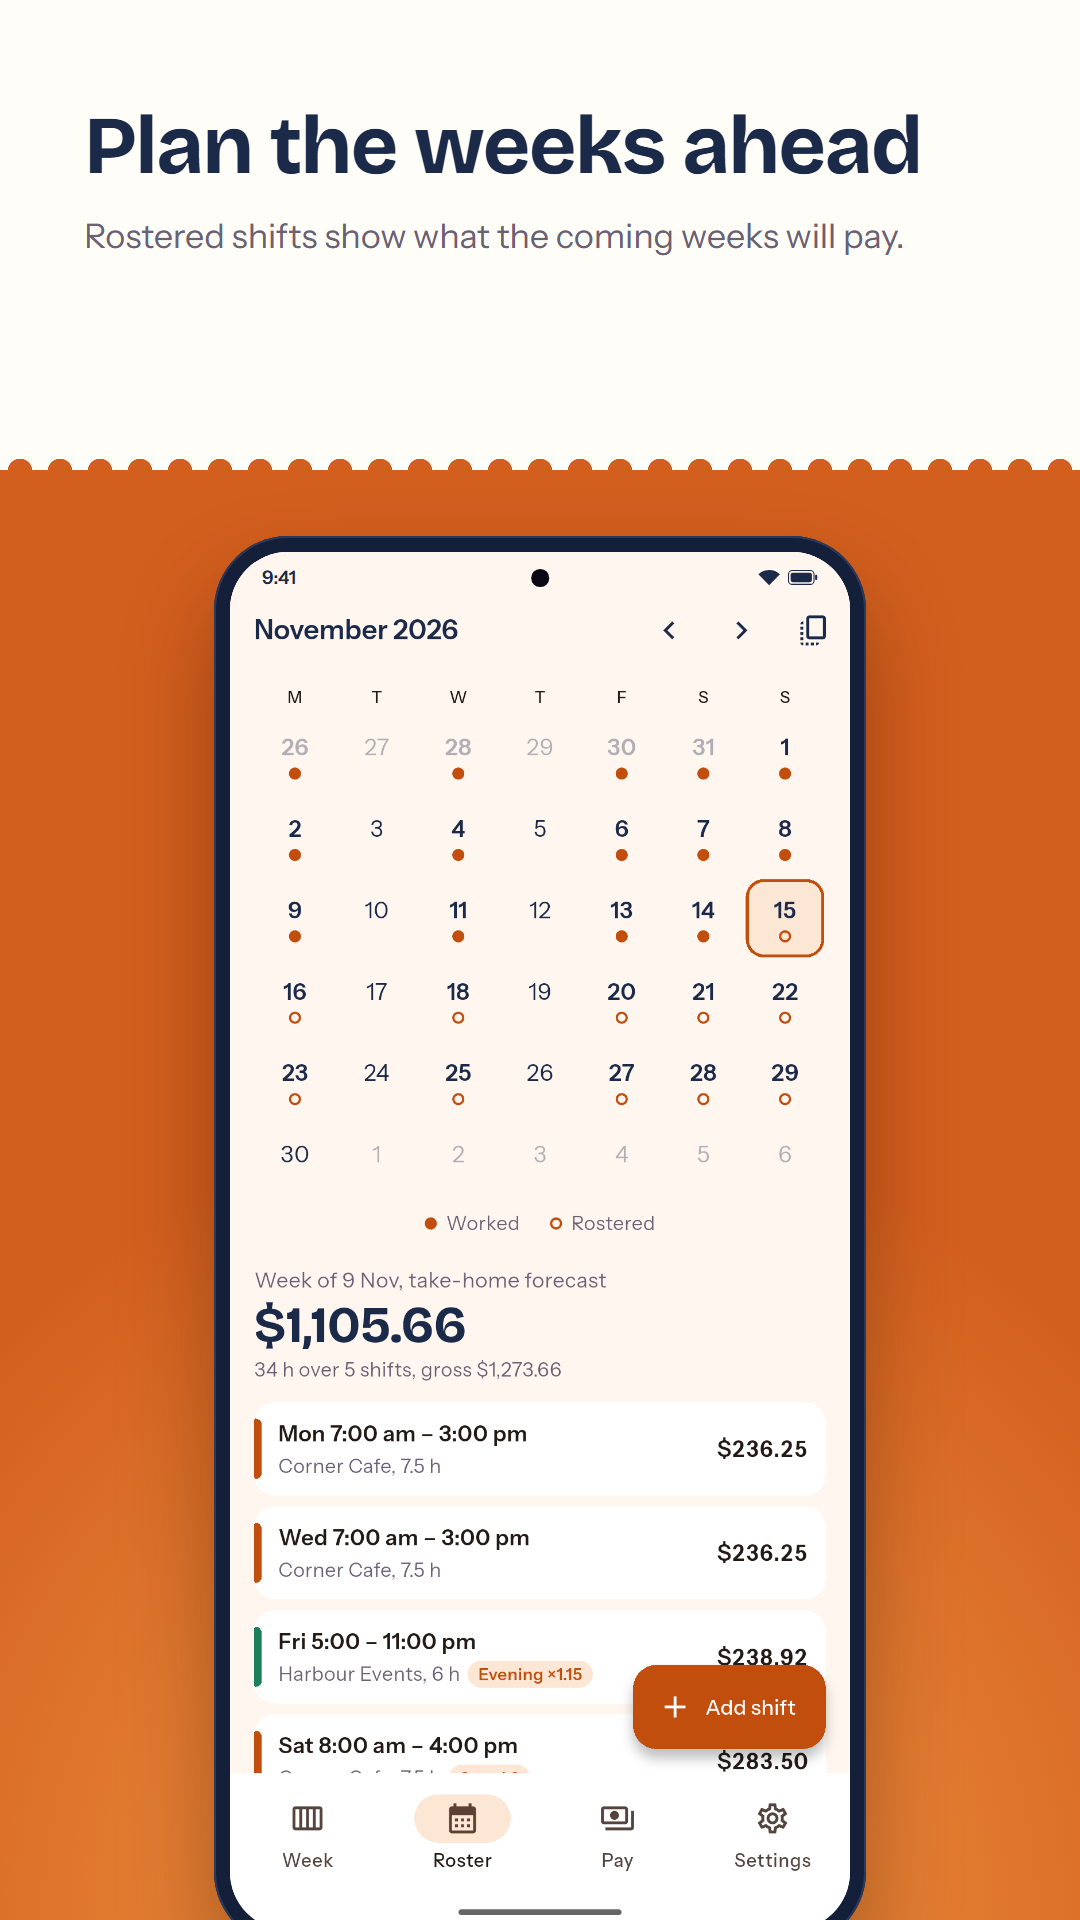 Plan the weeks ahead
Rostered shifts show what the coming weeks will pay.
9:41
November 2026
M T W T F S S
26 27 28 29 30 31 1
2 3 4 5 6 7 8
9 10 11 12 13 14 15
16 17 18 19 20 21 22
23 24 25 26 27 28 29
30 1 2 3 4 5 6
Worked Rostered
Week of 9 Nov, take-home forecast
$1,105.66
34 h over 5 shifts, gross $1,273.66
Mon 7:00 am – 3:00 pm
Corner Cafe, 7.5 h
$236.25
Wed 7:00 am – 3:00 pm
Corner Cafe, 7.5 h
$236.25
Fri 5:00 – 11:00 pm
Harbour Events, 6 h Evening ×1.15
$238.92
Add shift
Sat 8:00 am – 4:00 pm
$283.50
Week Roster Pay Settings